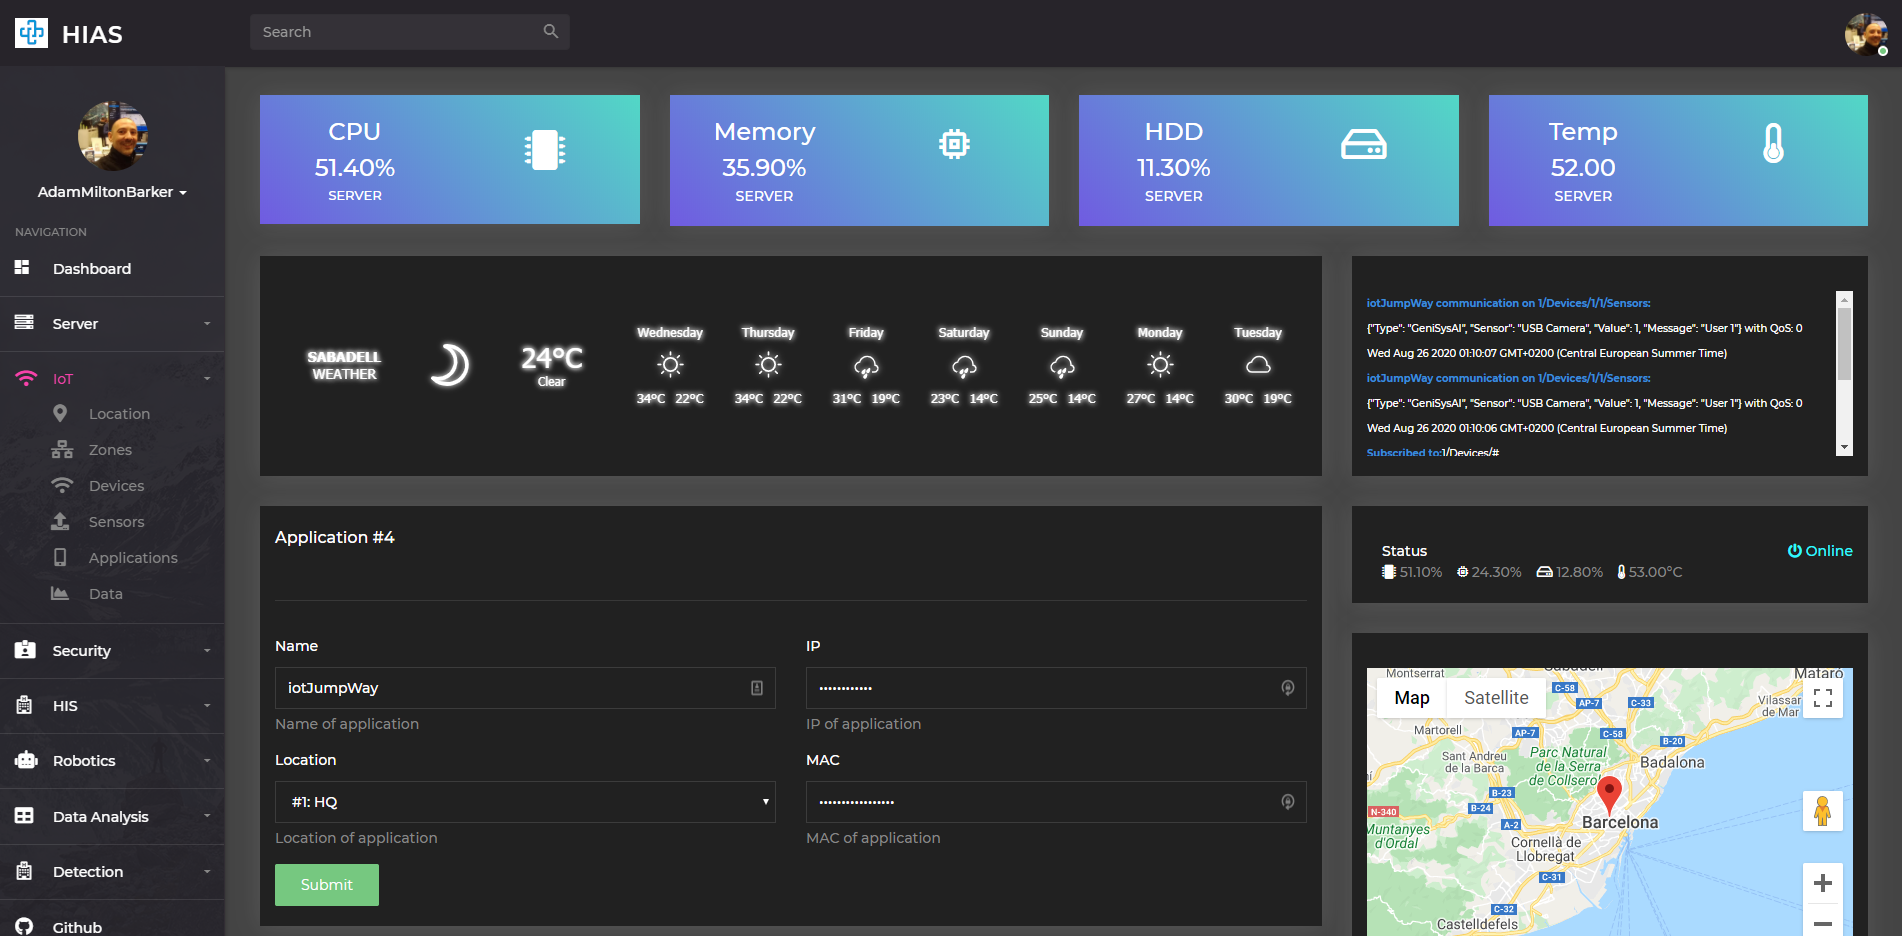 HIAS
Search
AdamMiltonBarker
NAVIGATION
Dashboard
Server
IoT
Location
Zones
Devices
Sensors
Applications
Data
Security
HIS
Robotics
Data Analysis
Detection
Github
CPU
51.40%
SERVER
Memory
35.90%
SERVER
HDD
11.30%
SERVER
Temp
52.00
SERVER
SABADELL
WEATHER
24°C
Clear
Wednesday
34°C 22°C
Thursday
34°C 22°C
Friday
31°C 19°C
Saturday
23°C 14°C
Sunday
25°C 14°C
Monday
27°C 14°C
Tuesday
30°C 19°C
iotJumpWay communication on 1/Devices/1/1/Sensors:
{"Type": "GeniSysAI", "Sensor": "USB Camera", "Value": 1, "Message": "User 1"} with QoS: 0
Wed Aug 26 2020 01:10:07 GMT+0200 (Central European Summer Time)
iotJumpWay communication on 1/Devices/1/1/Sensors:
{"Type": "GeniSysAI", "Sensor": "USB Camera", "Value": 1, "Message": "User 1"} with QoS: 0
Wed Aug 26 2020 01:10:06 GMT+0200 (Central European Summer Time)
Subscribed to:1/Devices/#
Application #4
Name
iotJumpWay
Name of application
IP
••••••••••••
IP of application
Location
#1: HQ
Location of application
MAC
•••••••••••••••••
MAC of application
Submit
Status
Online
51.10% 24.30% 12.80% 53.00°C
Montserrat
Sabadell
Mataró
Map
Satellite
C-58
AP-7
C-33
Vilassar
de Mar
Martorell
AP-7
C-58
B-20
Sant Andreu
de la Barca
Parc Natural
de la Serra
de Collserol
Badalona
B-23
B-24
N-340
A-2
Barcelona
Muntanyes
d'Ordal
Cornellà de
Llobregat
C-31
C-32
Castelldefels